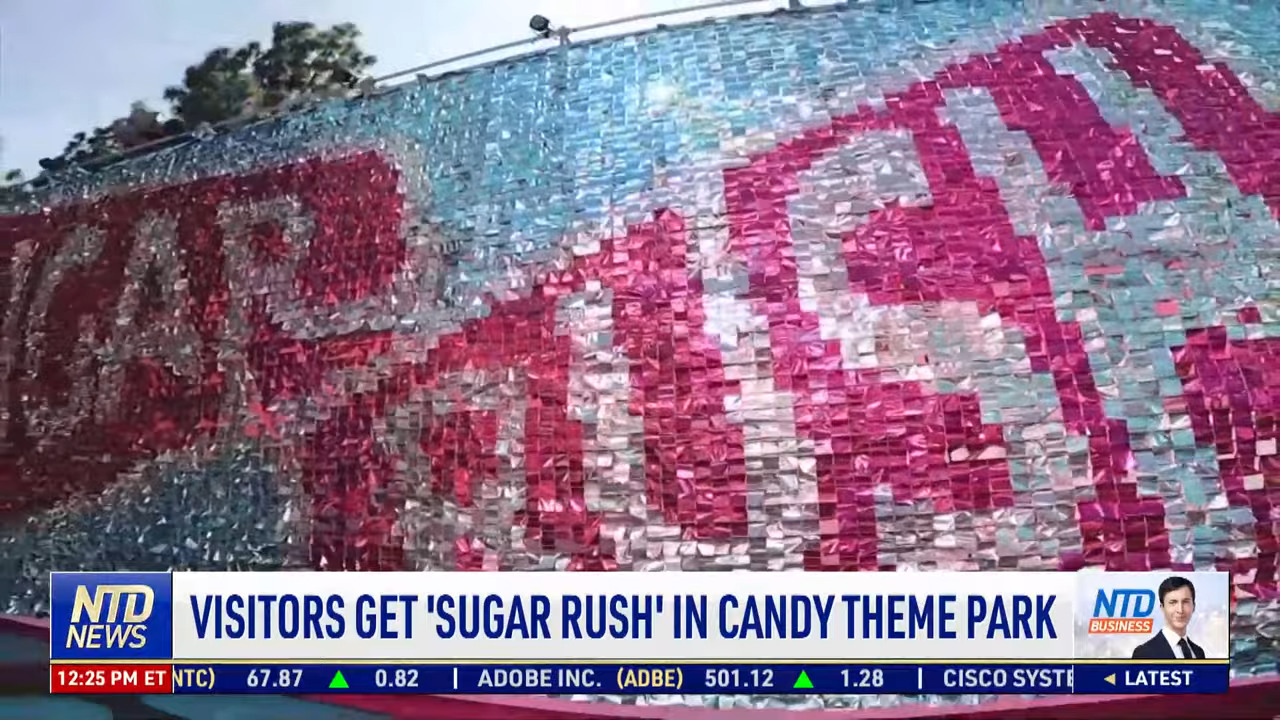 NTD
NEWS
VISITORS GET 'SUGAR RUSH' IN CANDY THEME PARK
NTD
BUSINESS
12:25 PM ET
NTC) 67.87 ▲ 0.82 | ADOBE INC. (ADBE) 501.12 ▲ 1.28 | CISCO SYSTE
◄ LATEST